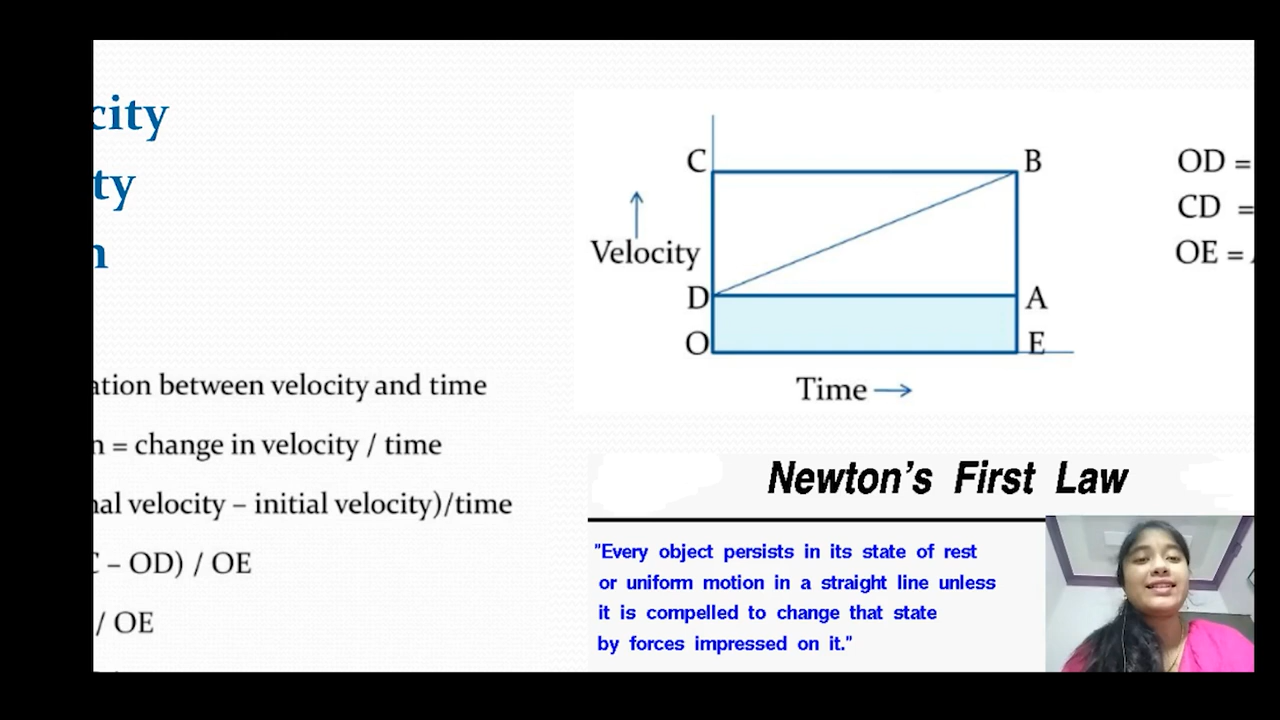 city
ty
n
ation between velocity and time
n = change in velocity / time
nal velocity – initial velocity)/time
C – OD) / OE
/ OE
C
B
Velocity
D
A
O
E
Time
OD =
CD =
OE =
Newton's First Law
"Every object persists in its state of rest
or uniform motion in a straight line unless
it is compelled to change that state
by forces impressed on it."